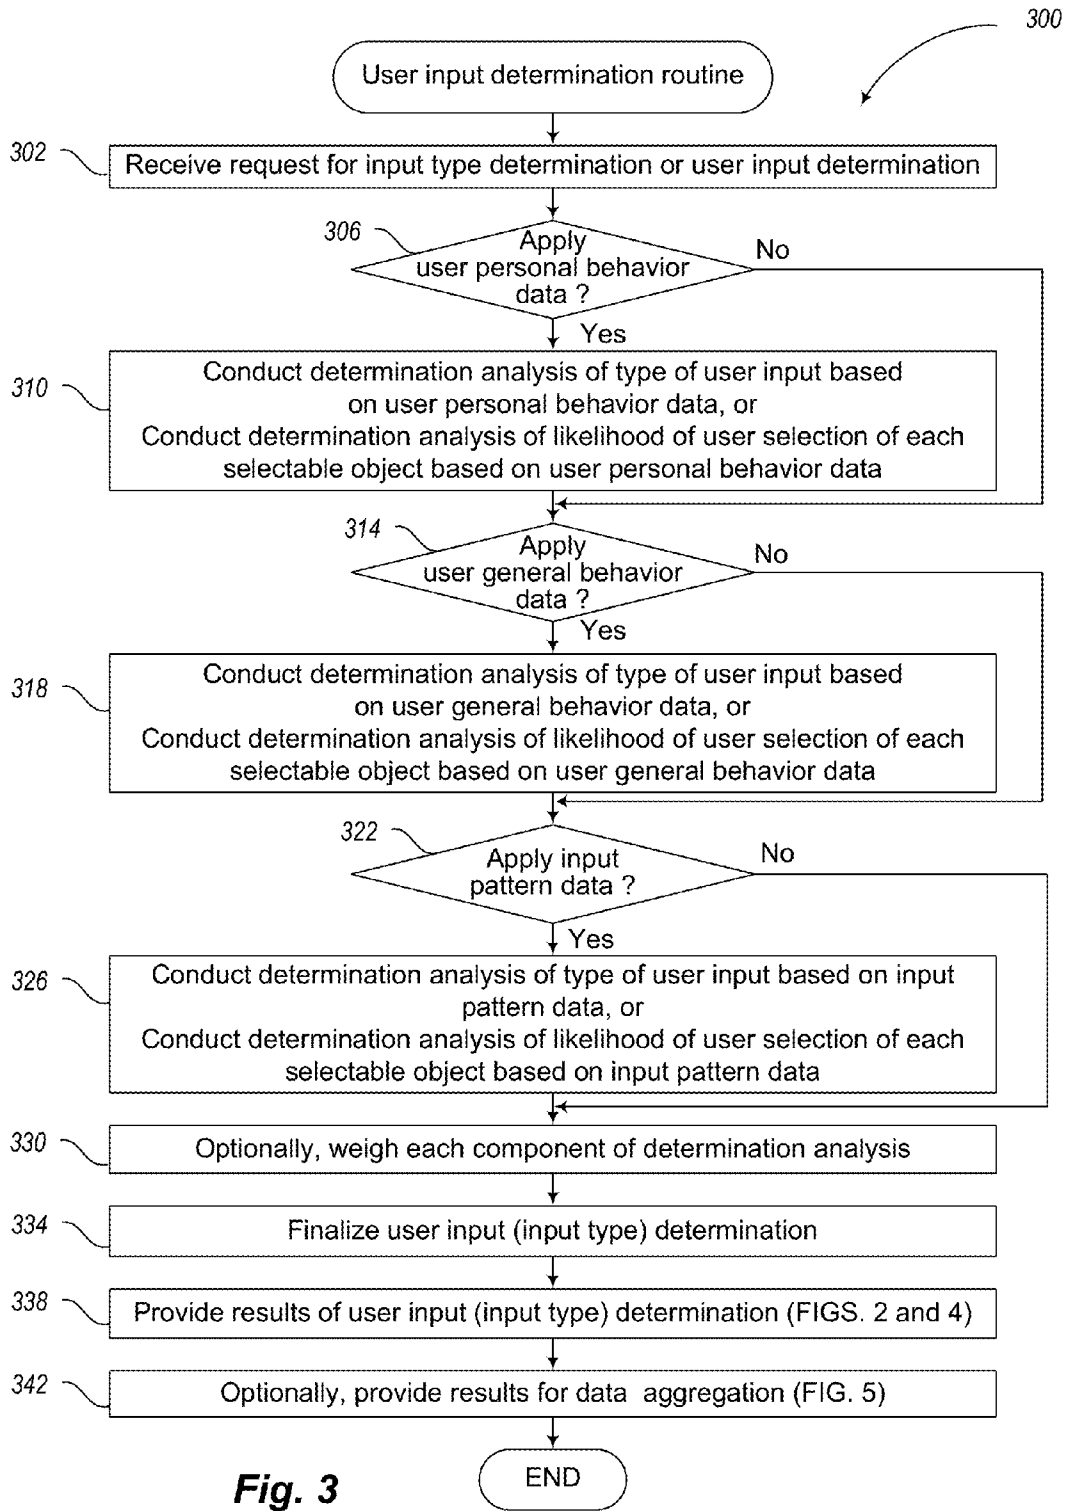 300
User input determination routine
302
Receive request for input type determination or user input determination
306
Apply
user personal behavior
data ?
No
Yes
310
Conduct determination analysis of type of user input based
on user personal behavior data, or
Conduct determination analysis of likelihood of user selection of each
selectable object based on user personal behavior data
314
Apply
user general behavior
data ?
No
Yes
318
Conduct determination analysis of type of user input based
on user general behavior data, or
Conduct determination analysis of likelihood of user selection of each
selectable object based on user general behavior data
322
Apply input
pattern data ?
No
Yes
326
Conduct determination analysis of type of user input based on input
pattern data, or
Conduct determination analysis of likelihood of user selection of each
selectable object based on input pattern data
330
Optionally, weigh each component of determination analysis
334
Finalize user input (input type) determination
338
Provide results of user input (input type) determination (FIGS. 2 and 4)
342
Optionally, provide results for data aggregation (FIG. 5)
END
Fig. 3